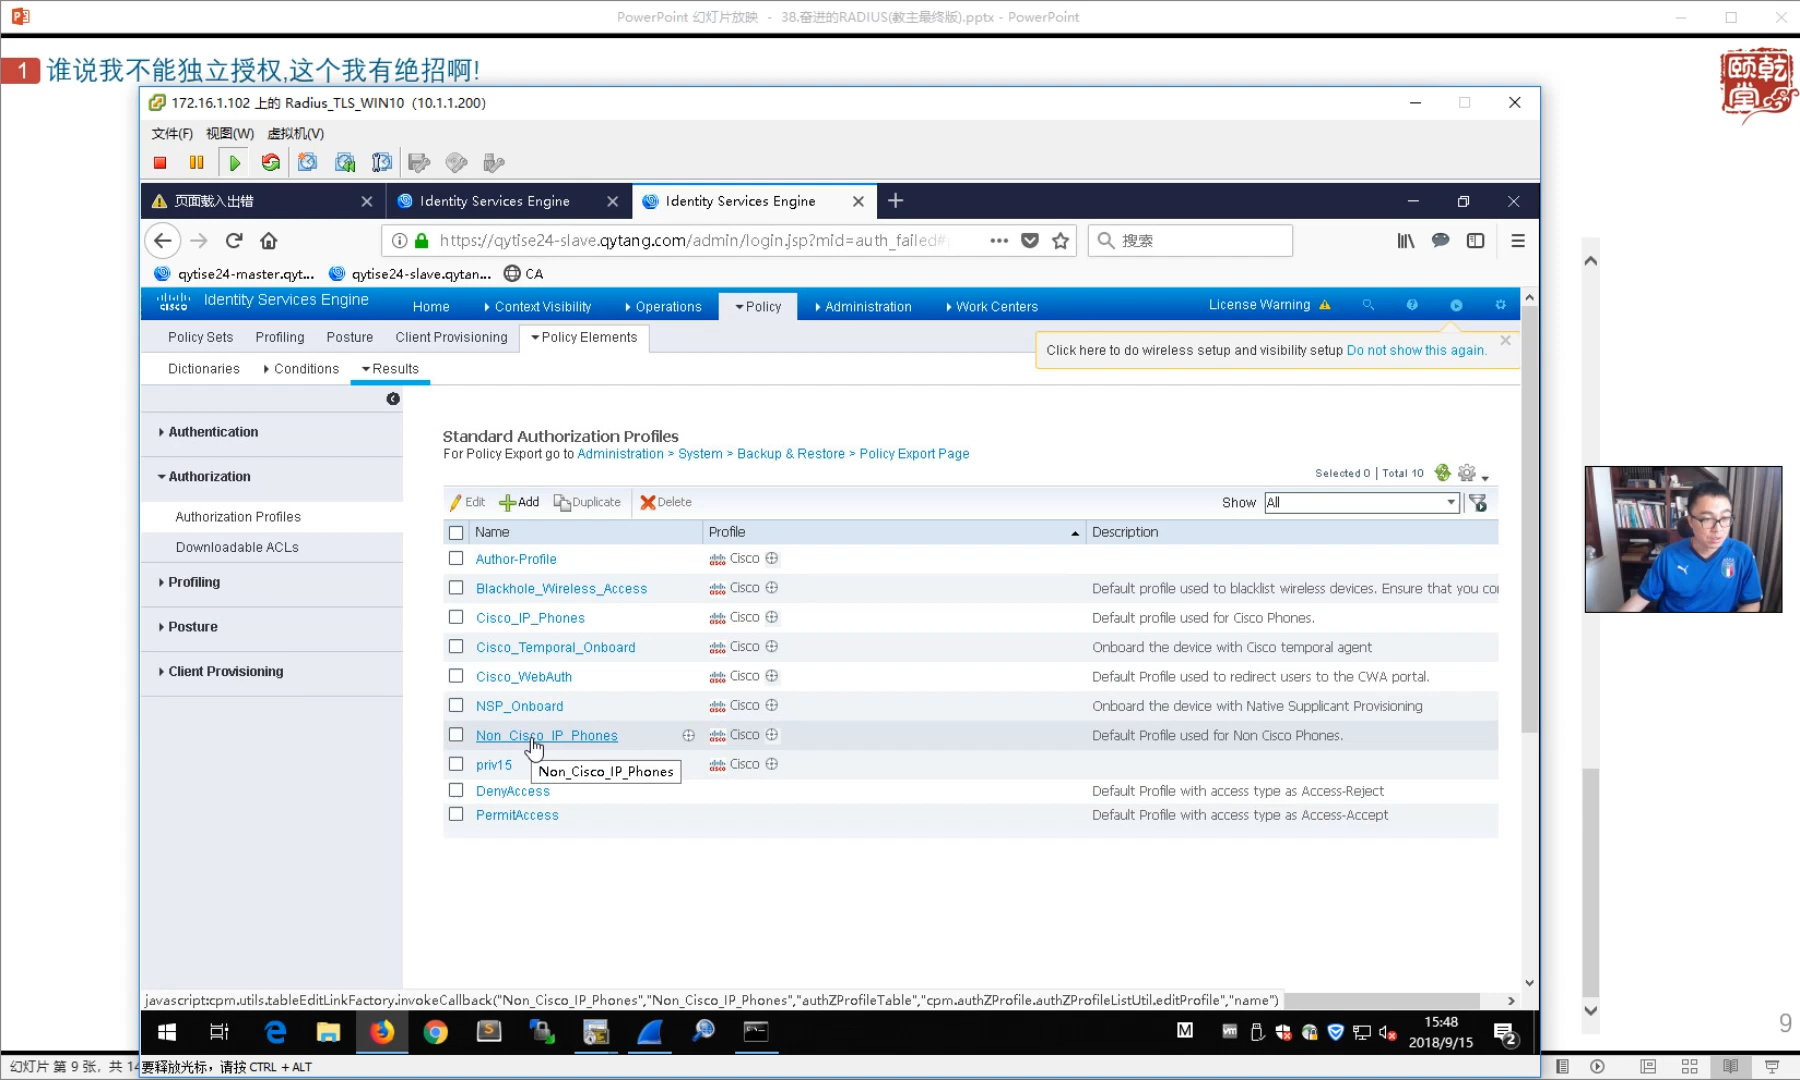 PowerPoint 幻灯片放映 - 38.奋进的RADIUS(教主最终版).pptx - PowerPoint
1 谁说我不能独立授权,这个我有绝招啊!
颐乾堂
172.16.1.102 上的 Radius_TLS_WIN10 (10.1.1.200)
文件(F) 视图(W) 虚拟机(V)
页面载入出错 Identity Services Engine Identity Services Engine
https://qytise24-slave.qytang.com/admin/login.jsp?mid=auth_failed# 搜索
qytise24-master.qyt... qytise24-slave.qytan... CA
cisco Identity Services Engine Home Context Visibility Operations Policy Administration Work Centers License Warning
Policy Sets Profiling Posture Client Provisioning Policy Elements
Click here to do wireless setup and visibility setup Do not show this again.
Dictionaries Conditions Results
Authentication
Authorization
Authorization Profiles
Downloadable ACLs
Profiling
Posture
Client Provisioning
Standard Authorization Profiles
For Policy Export go to Administration > System > Backup & Restore > Policy Export Page
Selected 0 | Total 10
Edit Add Duplicate Delete Show All
Name Profile Description
Author-Profile Cisco
Blackhole_Wireless_Access Cisco Default profile used to blacklist wireless devices. Ensure that you co
Cisco_IP_Phones Cisco Default profile used for Cisco Phones.
Cisco_Temporal_Onboard Cisco Onboard the device with Cisco temporal agent
Cisco_WebAuth Cisco Default Profile used to redirect users to the CWA portal.
NSP_Onboard Cisco Onboard the device with Native Supplicant Provisioning
Non_Cisco_IP_Phones Cisco Default Profile used for Non Cisco Phones.
priv15 Cisco
Non_Cisco_IP_Phones
DenyAccess Default Profile with access type as Access-Reject
PermitAccess Default Profile with access type as Access-Accept
javascript:cpm.utils.tableEditLinkFactory.invokeCallback("Non_Cisco_IP_Phones","Non_Cisco_IP_Phones","authZProfileTable","cpm.authZProfile.authZProfileListUtil.editProfile","name")
15:48
2018/9/15
2
9
幻灯片 第 9 张，共 14
要释放光标，请按 CTRL + ALT